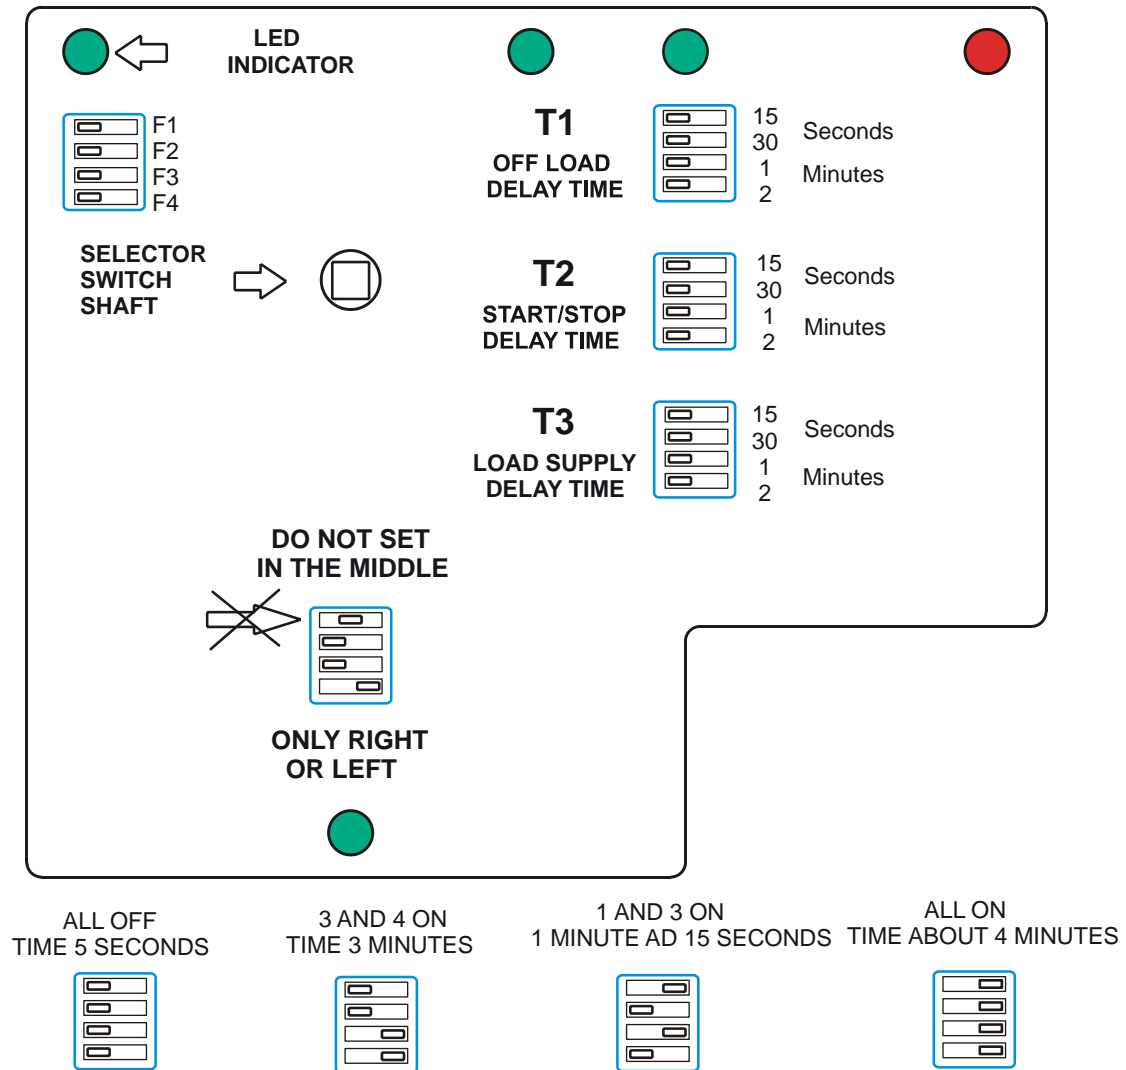 LED
INDICATOR
F1
F2
F3
F4
T1
OFF LOAD
DELAY TIME
15
30
1
2
Seconds
Minutes
SELECTOR
SWITCH
SHAFT
T2
START/STOP
DELAY TIME
15
30
1
2
Seconds
Minutes
T3
LOAD SUPPLY
DELAY TIME
15
30
1
2
Seconds
Minutes
DO NOT SET
IN THE MIDDLE
ONLY RIGHT
OR LEFT
ALL OFF
TIME 5 SECONDS
3 AND 4 ON
TIME 3 MINUTES
1 AND 3 ON
1 MINUTE AD 15 SECONDS
ALL ON
TIME ABOUT 4 MINUTES